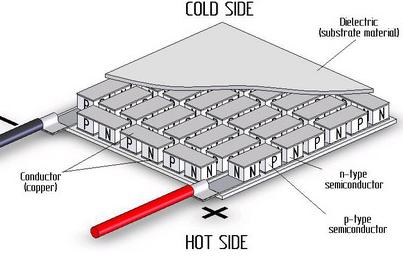 COLD SIDE
Dielectric
(substrate material)
P
P N
P N P N
P N N N N P N P N P N
Conductor
(copper)
n-type
semiconductor
p-type
semiconductor
HOT SIDE